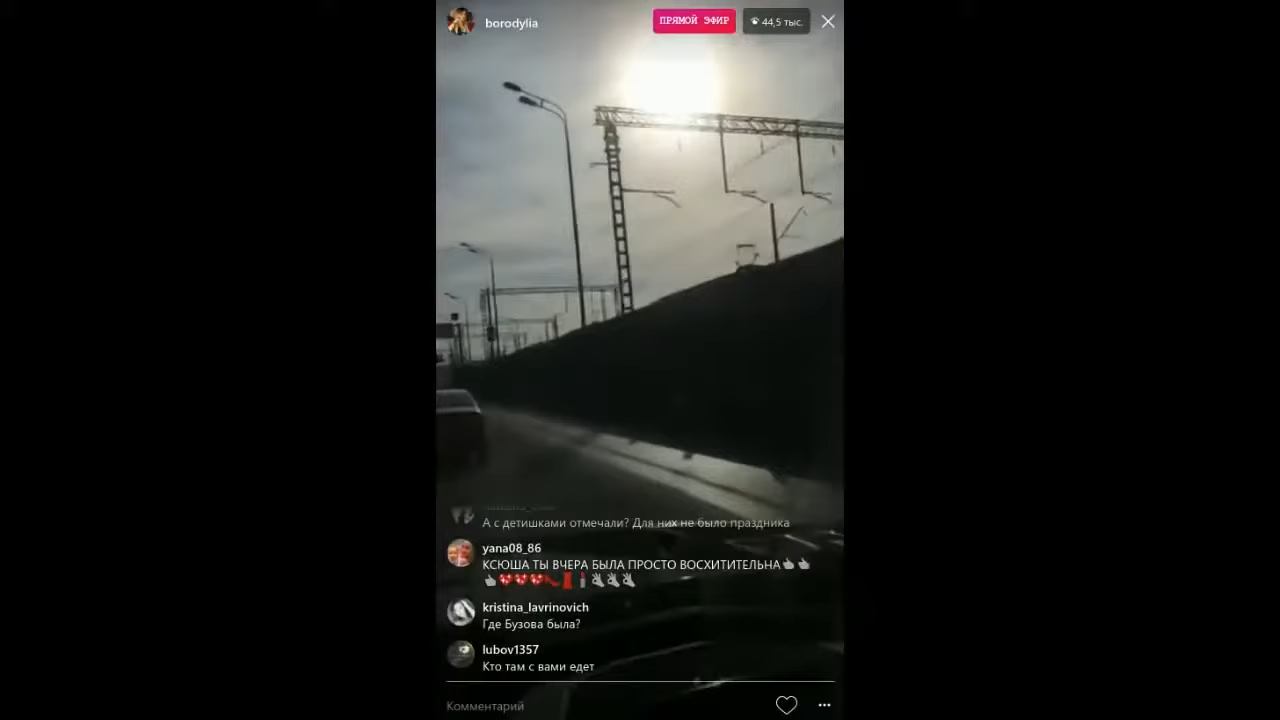 borodylia
ПРЯМОЙ ЭФИР
44,5 тыс.
А с детишками отмечали? Для них не было праздника
yana08_86
КСЮША ТЫ ВЧЕРА БЫЛА ПРОСТО ВОСХИТИТЕЛЬНА👆👆
👆💖💖💖👠👗💄👌👌👌
kristina_lavrinovich
Где Бузова была?
lubov1357
Кто там с вами едет
Комментарий